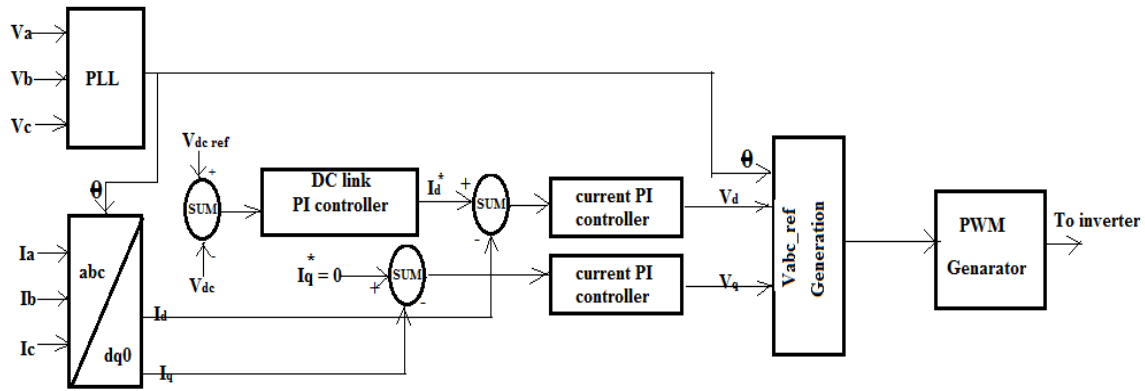 Va
Vb
Vc
PLL
θ
Ia
Ib
Ic
abc
dq0
Id
Iq
Vdc ref
+
SUM
-
Vdc
DC link
PI controller
Id*
+
SUM
-
Iq* = 0
+
SUM
-
current PI
controller
Vd
current PI
controller
Vq
θ
Vabc_ref
Generation
PWM
Genarator
To inverter